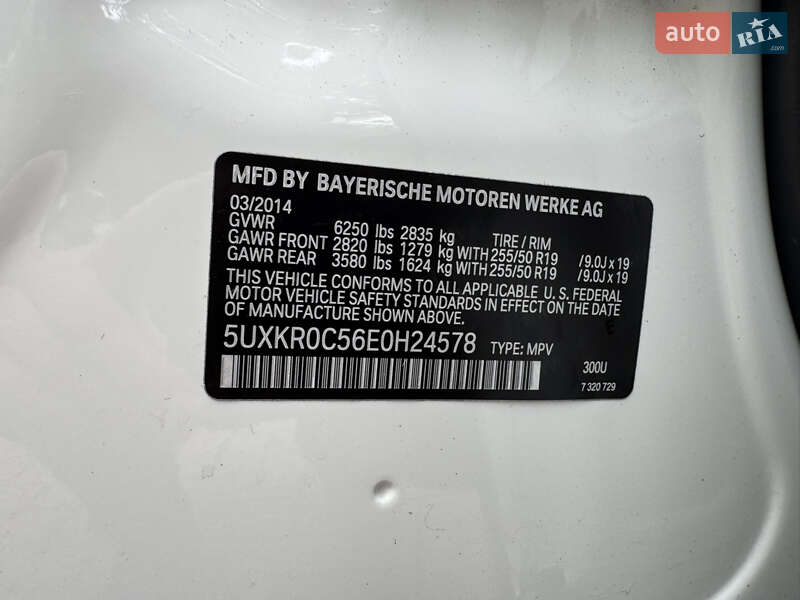 auto RIA.com
MFD BY BAYERISCHE MOTOREN WERKE AG
03/2014
GVWR 6250 lbs 2835 kg TIRE / RIM
GAWR FRONT 2820 lbs 1279 kg WITH 255/50 R19 /9.0J x 19
GAWR REAR 3580 lbs 1624 kg WITH 255/50 R19 /9.0J x 19
THIS VEHICLE CONFORMS TO ALL APPLICABLE U. S. FEDERAL
MOTOR VEHICLE SAFETY STANDARDS IN EFFECT ON THE DATE
OF MANUFACTURE SHOWN ABOVE. E
5UXKR0C56E0H24578 TYPE: MPV
300U
7 320 729